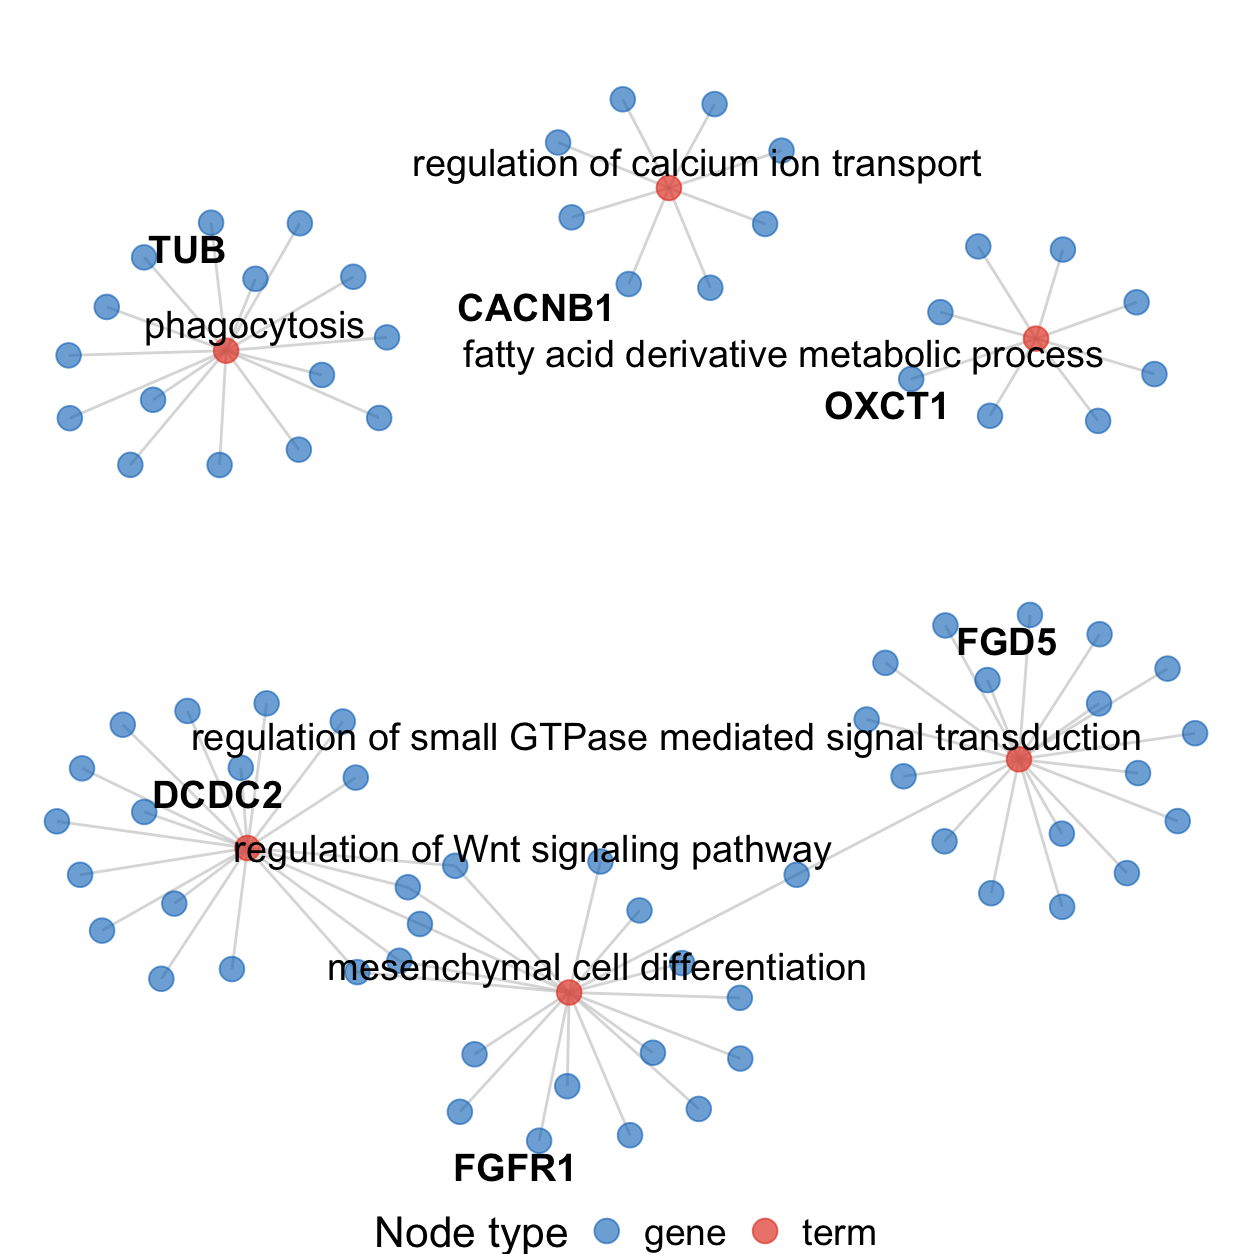 regulation of calcium ion transport
TUB
CACNB1
phagocytosis
fatty acid derivative metabolic process
OXCT1
FGD5
regulation of small GTPase mediated signal transduction
DCDC2
regulation of Wnt signaling pathway
mesenchymal cell differentiation
FGFR1
Node type gene term